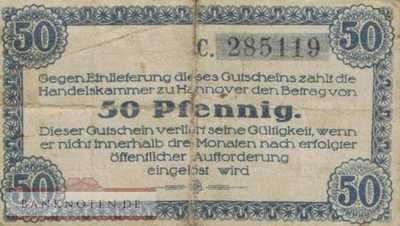 50 50
C. 285119
Gegen Einlieferung dieses Gutscheins zahlt die
Handelskammer zu Hannover den Betrag von
50 Pfennig.
Dieser Gutschein verliert seine Gültigkeit, wenn
er nicht innerhalb drei Monaten nach erfolgter
öffentlicher Aufforderung
eingelöst wird
50 50
BANKNOTEN.DE